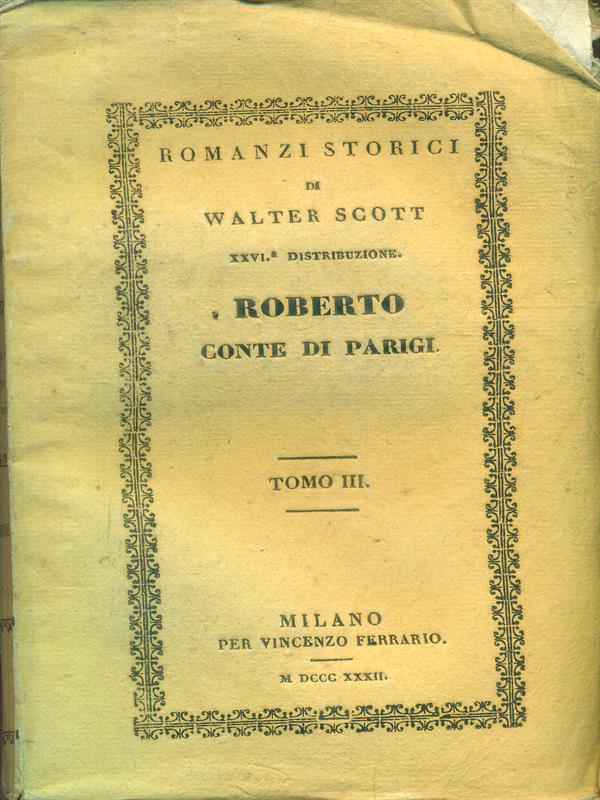 ROMANZI STORICI
DI
WALTER SCOTT
XXVI.ª DISTRIBUZIONE.
ROBERTO
CONTE DI PARIGI.
TOMO III.
MILANO
PER VINCENZO FERRARIO.
M DCCC XXXII.